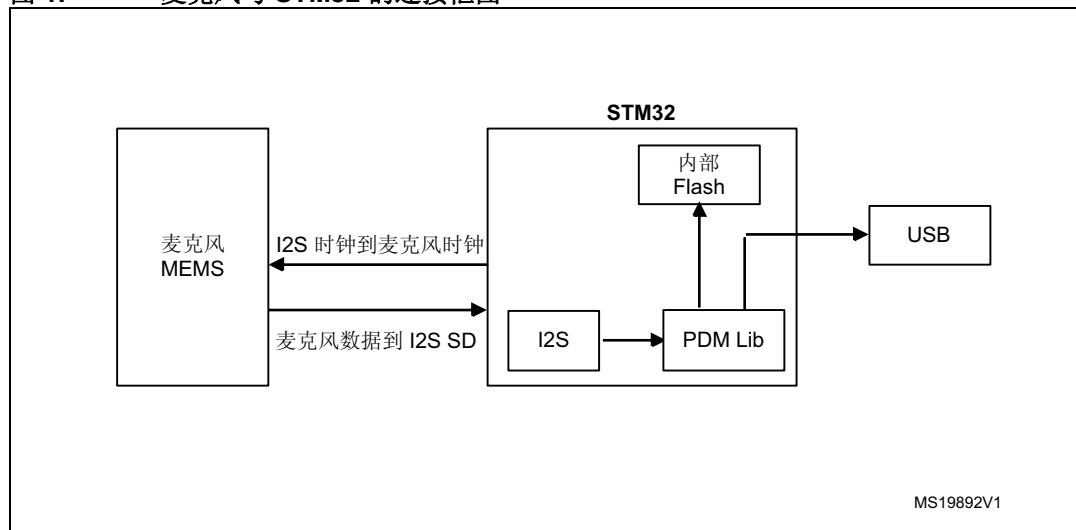 STM32
内部
Flash
麦克风
MEMS
I2S 时钟到麦克风时钟
USB
麦克风数据到 I2S SD
I2S
PDM Lib
MS19892V1